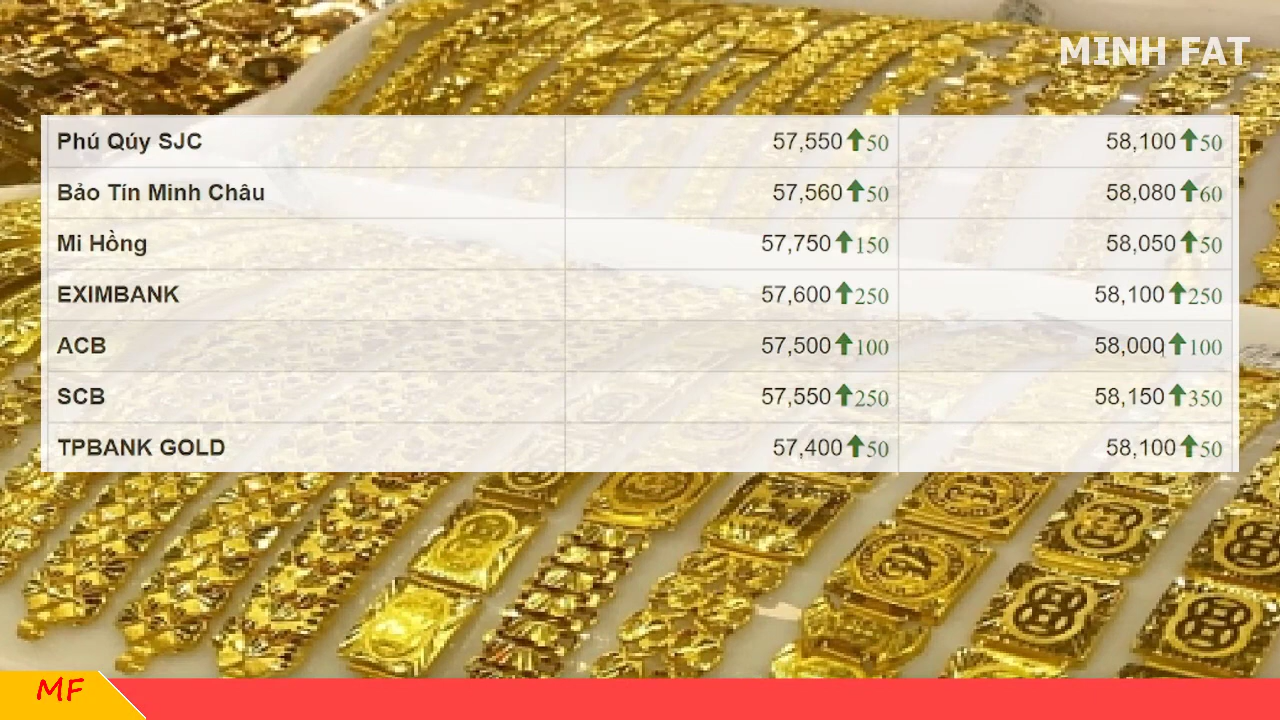 MINH FAT
Phú Qúy SJC 57,550 ⬆50 58,100 ⬆50
Bảo Tín Minh Châu 57,560 ⬆50 58,080 ⬆60
Mi Hồng 57,750 ⬆150 58,050 ⬆50
EXIMBANK 57,600 ⬆250 58,100 ⬆250
ACB 57,500 ⬆100 58,000 ⬆100
SCB 57,550 ⬆250 58,150 ⬆350
TPBANK GOLD 57,400 ⬆50 58,100 ⬆50
MF